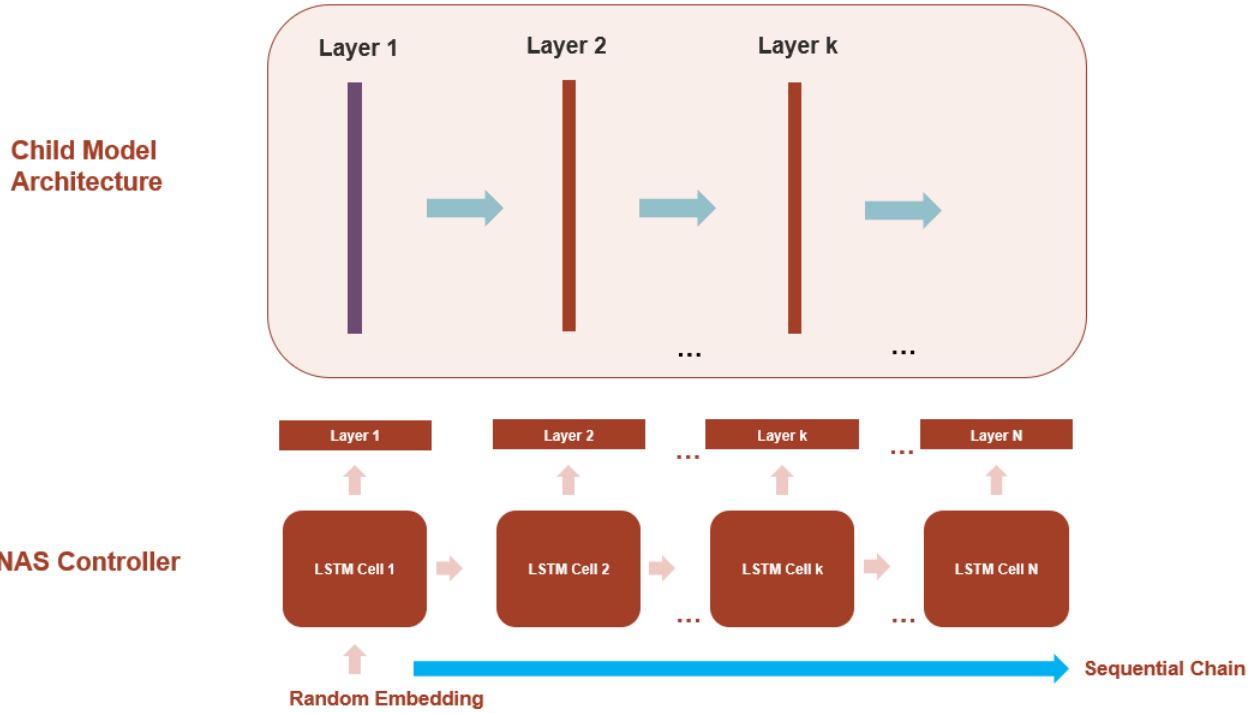 Layer 1
Layer 2
Layer k
Child Model
Architecture
...
...
Layer 1
Layer 2
...
Layer k
...
Layer N
NAS Controller
LSTM Cell 1
LSTM Cell 2
LSTM Cell k
LSTM Cell N
...
...
Sequential Chain
Random Embedding